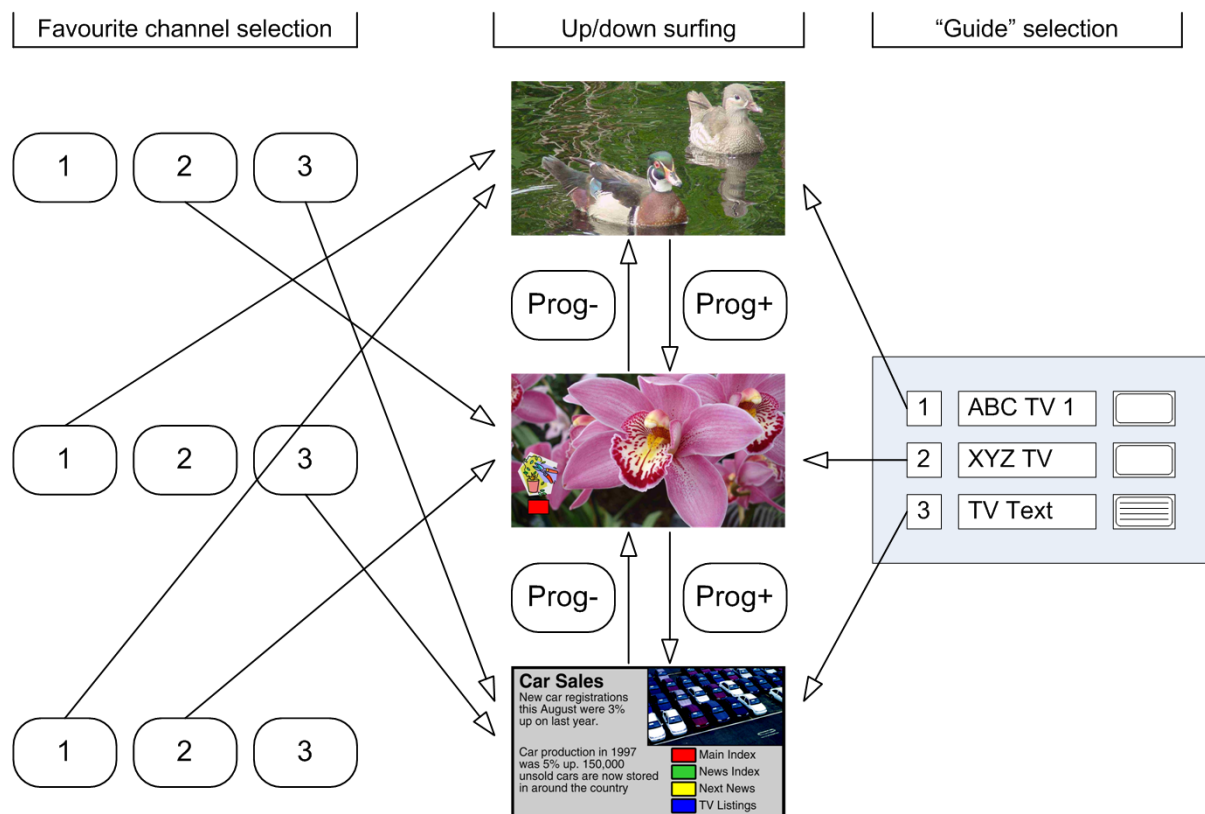 Favourite channel selection
Up/down surfing
“Guide” selection
1 2 3
Prog-
Prog+
1 2 3
1 ABC TV 1
2 XYZ TV
3 TV Text
Prog-
Prog+
1 2 3
Car Sales
New car registrations
this August were 3%
up on last year.
Car production in 1997
was 5% up. 150,000
unsold cars are now stored
in around the country
Main Index
News Index
Next News
TV Listings